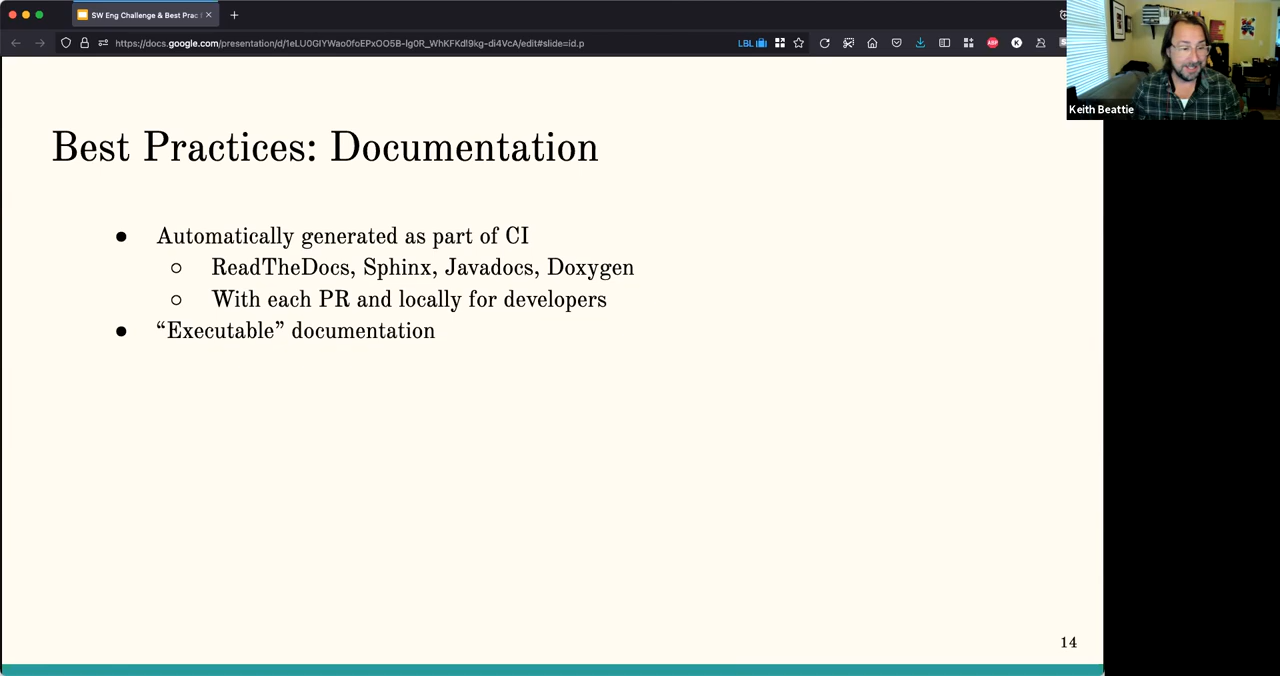 SW Eng Challenge & Best Prac
https://docs.google.com/presentation/d/1eLU0GIYWao0foEPxOO5B-Ig0R_WhKFKdl9kg-di4VcA/edit#slide=id.p
LBL
ABP
K
Keith Beattie
Best Practices: Documentation
● Automatically generated as part of CI
○ ReadTheDocs, Sphinx, Javadocs, Doxygen
○ With each PR and locally for developers
● “Executable” documentation
14